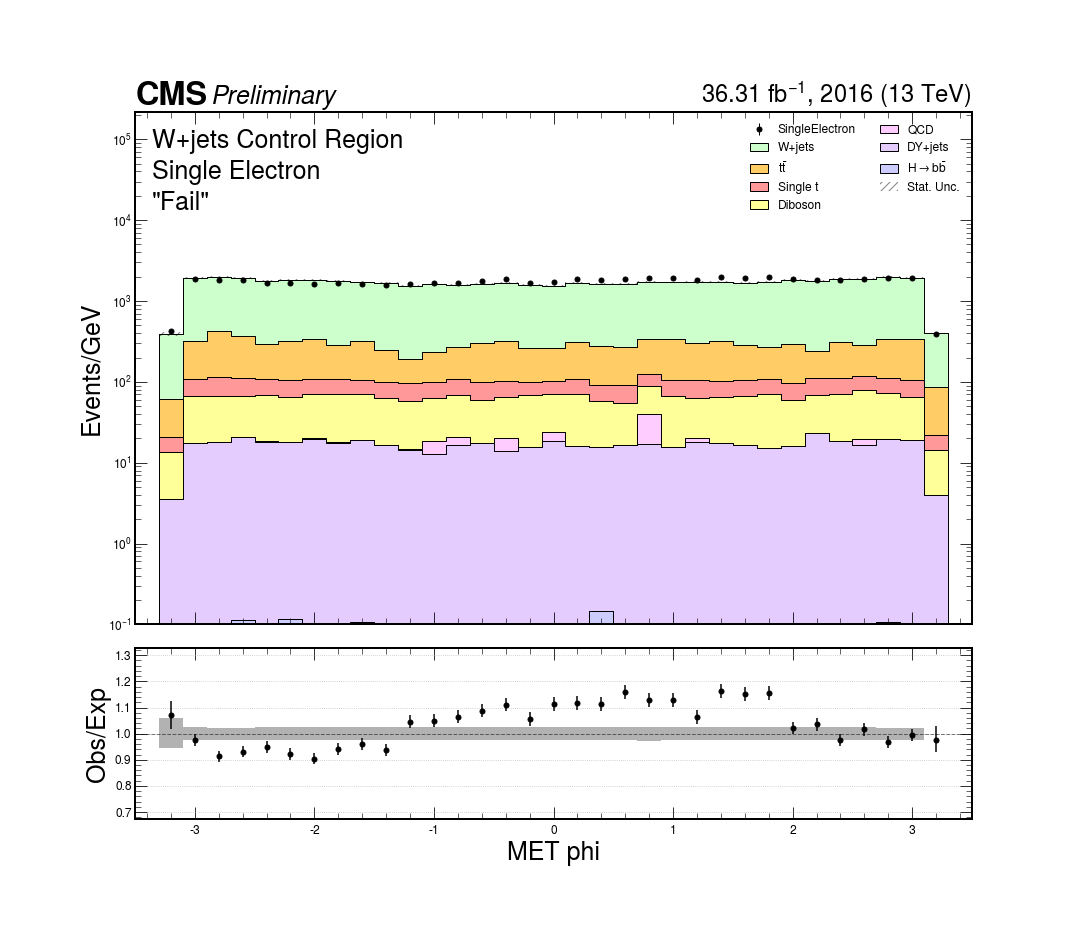 CMS Preliminary
36.31 fb⁻¹, 2016 (13 TeV)
W+jets Control Region
Single Electron
"Fail"
SingleElectron
W+jets
tt̄
Single t
Diboson
QCD
DY+jets
H→bb̄
Stat. Unc.
Events/GeV
10⁵
10⁴
10³
10²
10¹
10⁰
10⁻¹
Obs/Exp
1.3
1.2
1.1
1.0
0.9
0.8
0.7
-3 -2 -1 0 1 2 3
MET phi